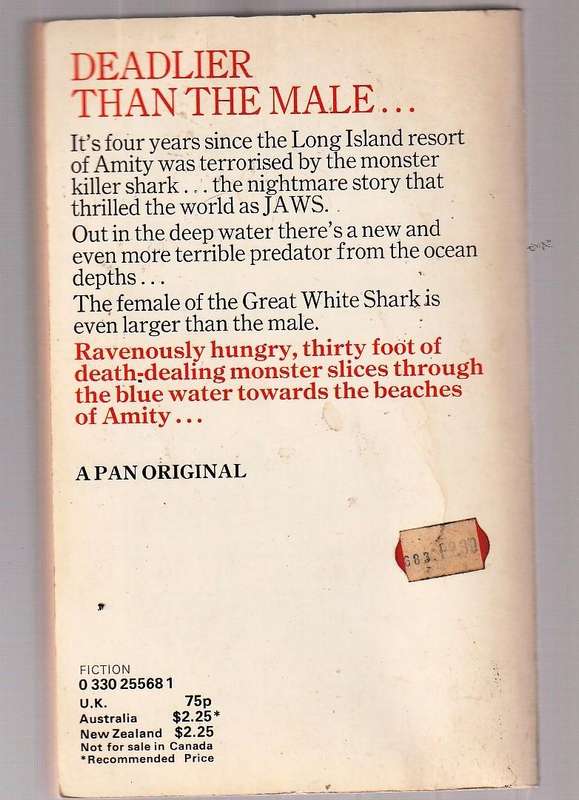 DEADLIER
THAN THE MALE...
It's four years since the Long Island resort
of Amity was terrorised by the monster
killer shark... the nightmare story that
thrilled the world as JAWS.
Out in the deep water there's a new and
even more terrible predator from the ocean
depths...
The female of the Great White Shark is
even larger than the male.
Ravenously hungry, thirty foot of
death-dealing monster slices through
the blue water towards the beaches
of Amity...
A PAN ORIGINAL
683
FICTION
0 330 25568 1
U.K. 75p
Australia $2.25*
New Zealand $2.25
Not for sale in Canada
*Recommended Price